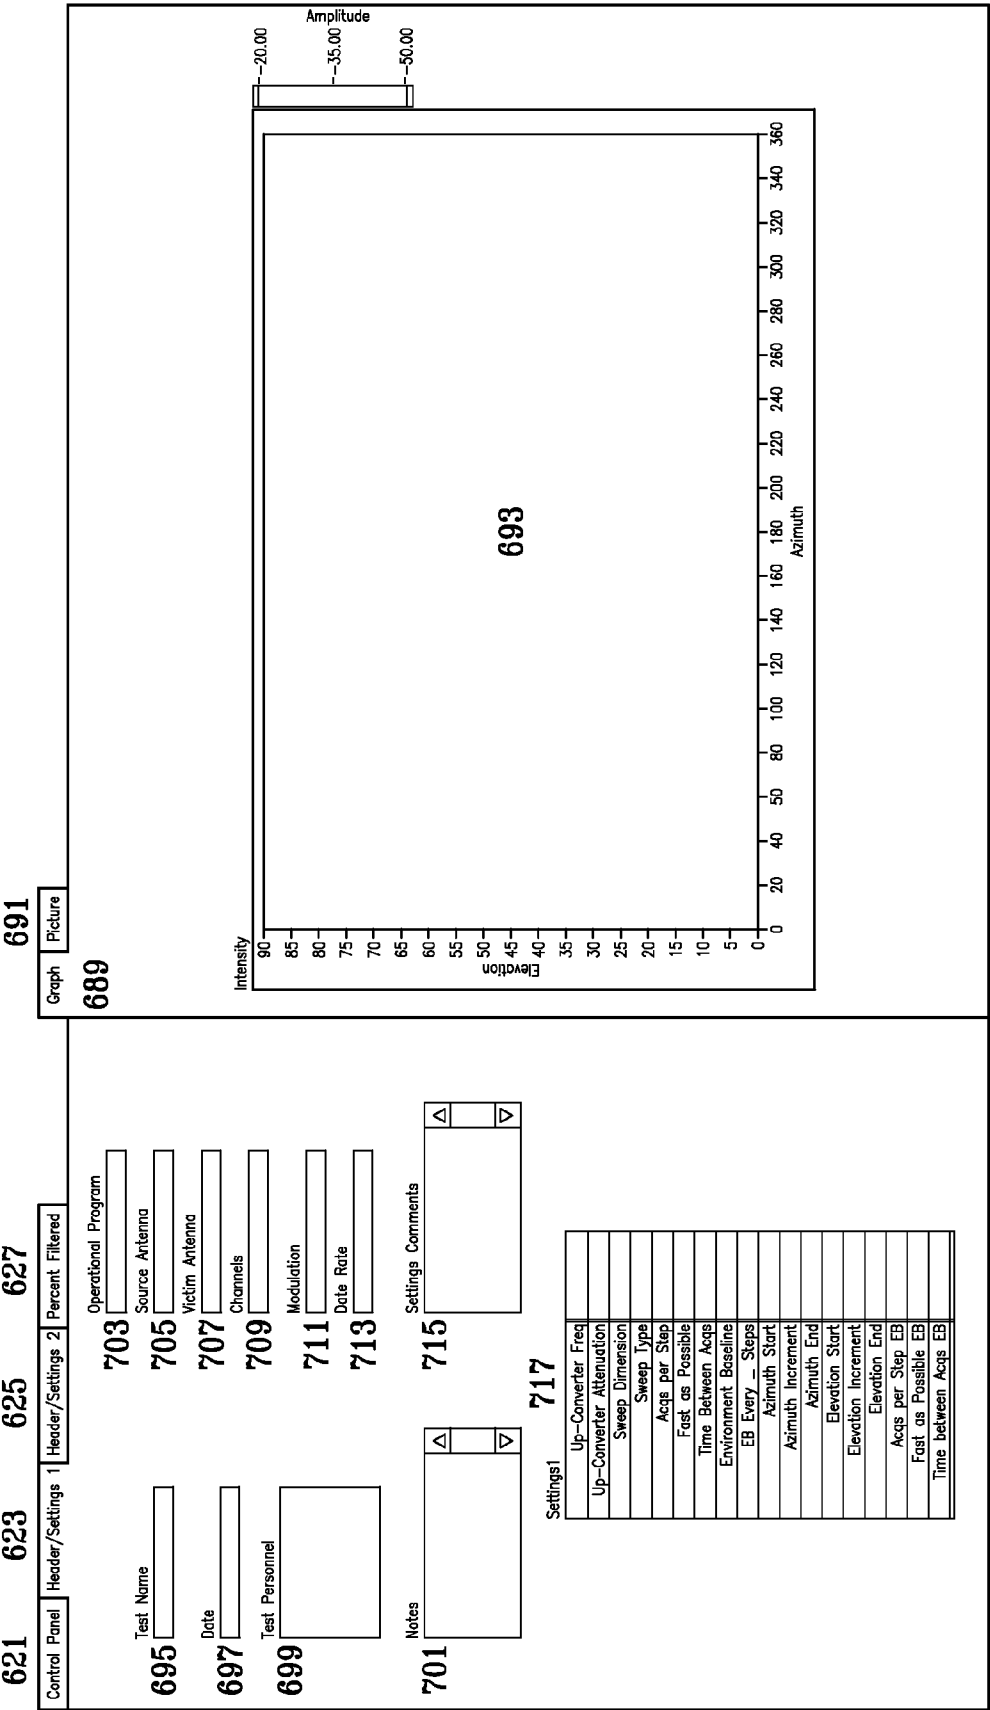 621 623 625 627 691
Control Panel Header/Settings 1 Header/Settings 2 Percent Filtered Graph Picture
689
695 Test Name
697 Date
699 Test Personnel
701 Notes
703 Operational Program
705 Source Antenna
707 Victim Antenna
709 Channels
711 Modulation
713 Date Rate
715 Settings Comments
717
Settings1
Up-Converter Freq
Up-Converter Attenuation
Sweep Dimension
Sweep Type
Acqs per Step
Fast as Possible
Time Between Acqs
Environment Baseline
EB Every _ Steps
Azimuth Start
Azimuth Increment
Azimuth End
Elevation Start
Elevation Increment
Elevation End
Acqs per Step EB
Fast as Possible EB
Time between Acqs EB
Intensity
90
85
75
70
65
60
55
50
45
40
35
30
25
20
15
10
5
0
Elevation
693
0 20 40 50 80 100 120 140 160 180 200 220 240 260 280 300 320 340 360
Azimuth
Amplitude
-20.00
-35.00
-50.00